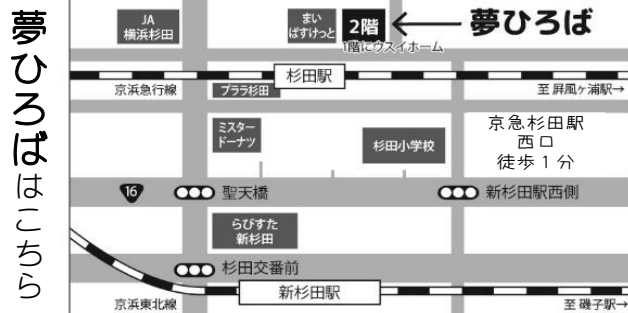 夢ひろばはこちら
JA
横浜杉田
まい
ばすけっと
2階
夢ひろば
1階にウスイホーム
杉田駅
京浜急行線
プララ杉田
至 屏風ヶ浦駅→
ミスター
ドーナツ
杉田小学校
京急杉田駅
西口
徒歩1分
16
聖天橋
新杉田駅西側
らびすた
新杉田
杉田交番前
新杉田駅
京浜東北線
至 磯子駅→